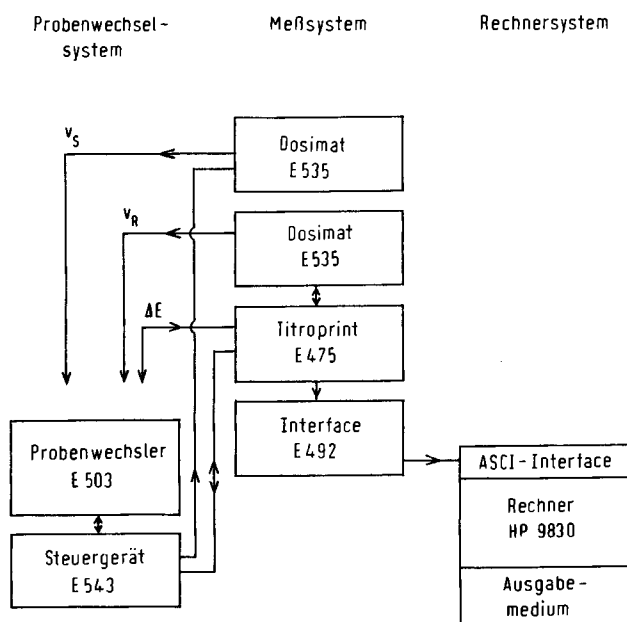 Probenwechsel-
system
Meßsystem
Rechnersystem
Dosimat
E 535
v_S
Dosimat
E 535
v_R
Titroprint
E 475
ΔE
Interface
E 492
Probenwechsler
E 503
Steuergerät
E 543
ASCI-Interface
Rechner
HP 9830
Ausgabe-
medium